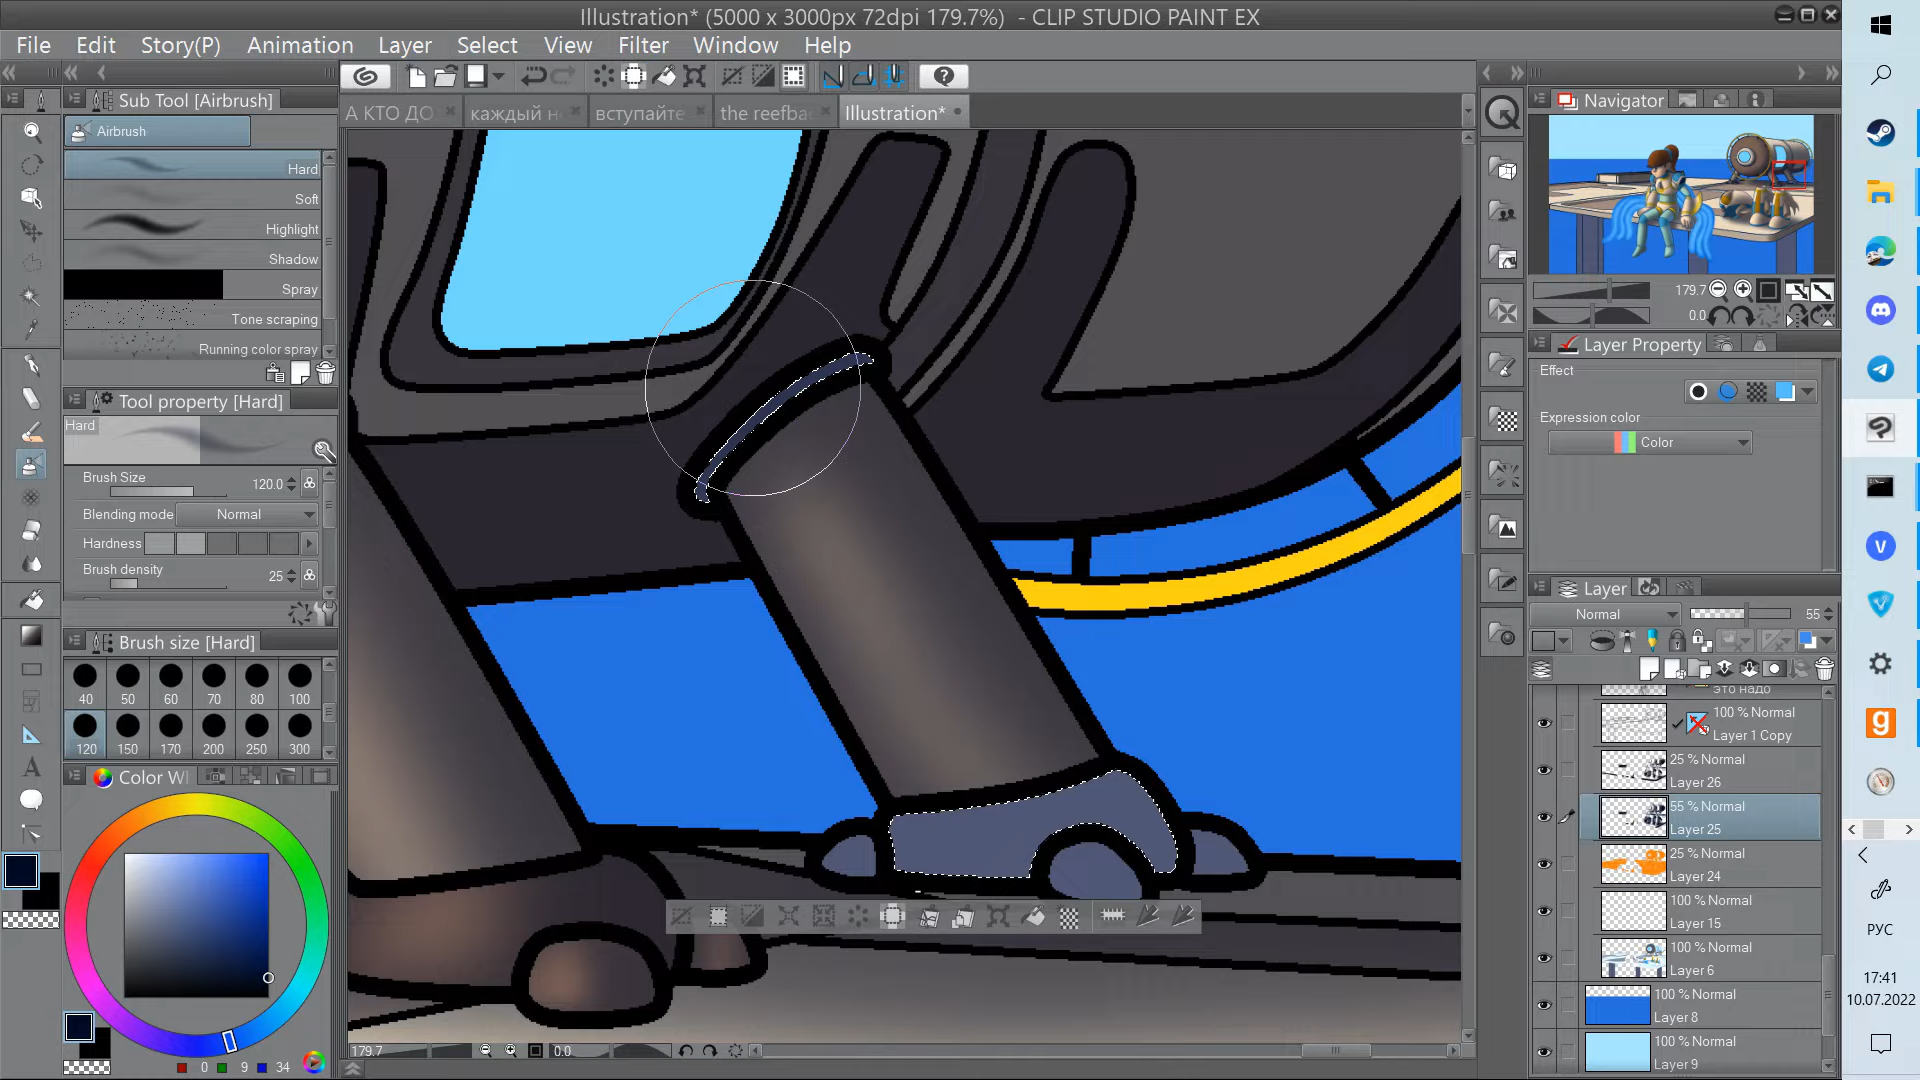 Illustration* (5000 x 3000px 72dpi 179.7%) - CLIP STUDIO PAINT EX
File Edit Story(P) Animation Layer Select View Filter Window Help
Sub Tool [Airbrush]
Airbrush
Hard
Soft
Highlight
Shadow
Spray
Tone scraping
Running color spray
Tool property [Hard]
Hard
Brush Size 120.0
Blending mode Normal
Hardness
Brush density 25
Brush size [Hard]
40 50 60 70 80 100
120 150 170 200 250 300
Color W
0 9 34
А КТО ДО
каждый
вступайте
the reefba
Illustration*
179.7 0.0
Navigator
179.7
0.0
Layer Property
Effect
Expression color
Color
Layer
Normal 55
это надо
100 % Normal
Layer 1 Copy
25 % Normal
Layer 26
55 % Normal
Layer 25
25 % Normal
Layer 24
100 % Normal
Layer 15
100 % Normal
Layer 6
100 % Normal
Layer 8
100 % Normal
Layer 9
V
g
РУС
17:41
10.07.2022